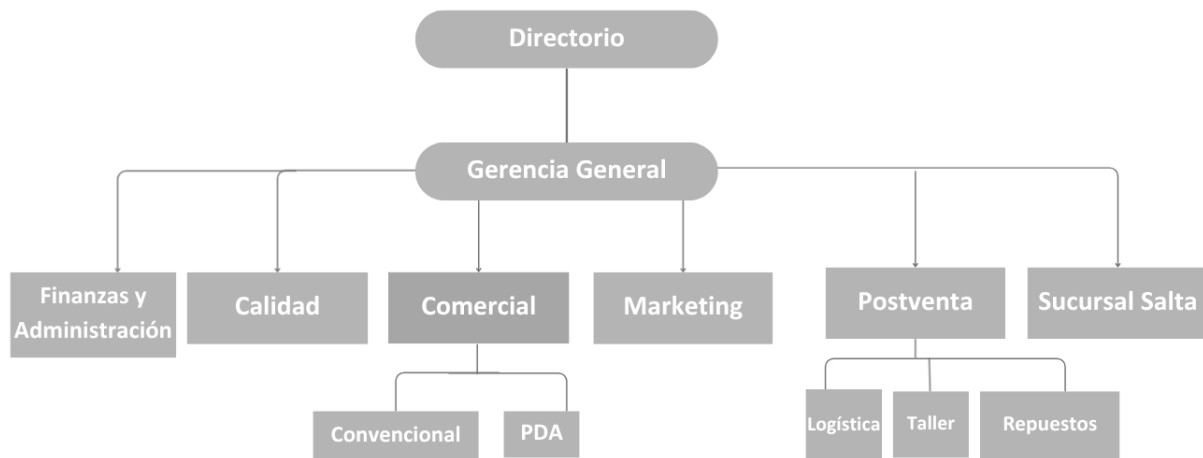 Directorio
Gerencia General
Finanzas y
Administración
Calidad
Comercial
Marketing
Postventa
Sucursal Salta
Convencional
PDA
Logística
Taller
Repuestos